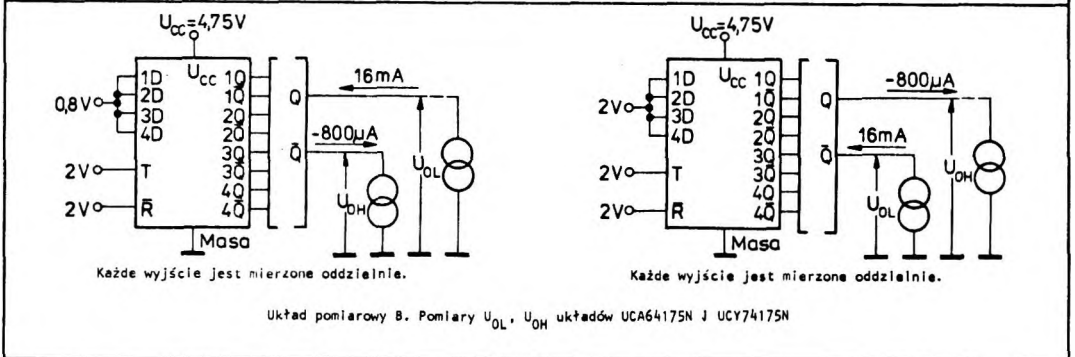 U_CC=4,75V
U_CC
1D
2D
3D
4D
0,8V
2V
T
2V
R̅
1Q
1Q̅
2Q
2Q̅
3Q
3Q̅
4Q
4Q̅
Masa
Q
Q̅
16mA
-800µA
U_OL
U_OH
Każde wyjście jest mierzone oddzielnie.
U_CC=4,75V
U_CC
1D
2D
3D
4D
2V
2V
T
2V
R̅
1Q
1Q̅
2Q
2Q̅
3Q
3Q̅
4Q
4Q̅
Masa
Q
Q̅
-800µA
16mA
U_OH
U_OL
Każde wyjście jest mierzone oddzielnie.
Układ pomiarowy B. Pomiary U_OL, U_OH układów UCA64175N J UCY74175N